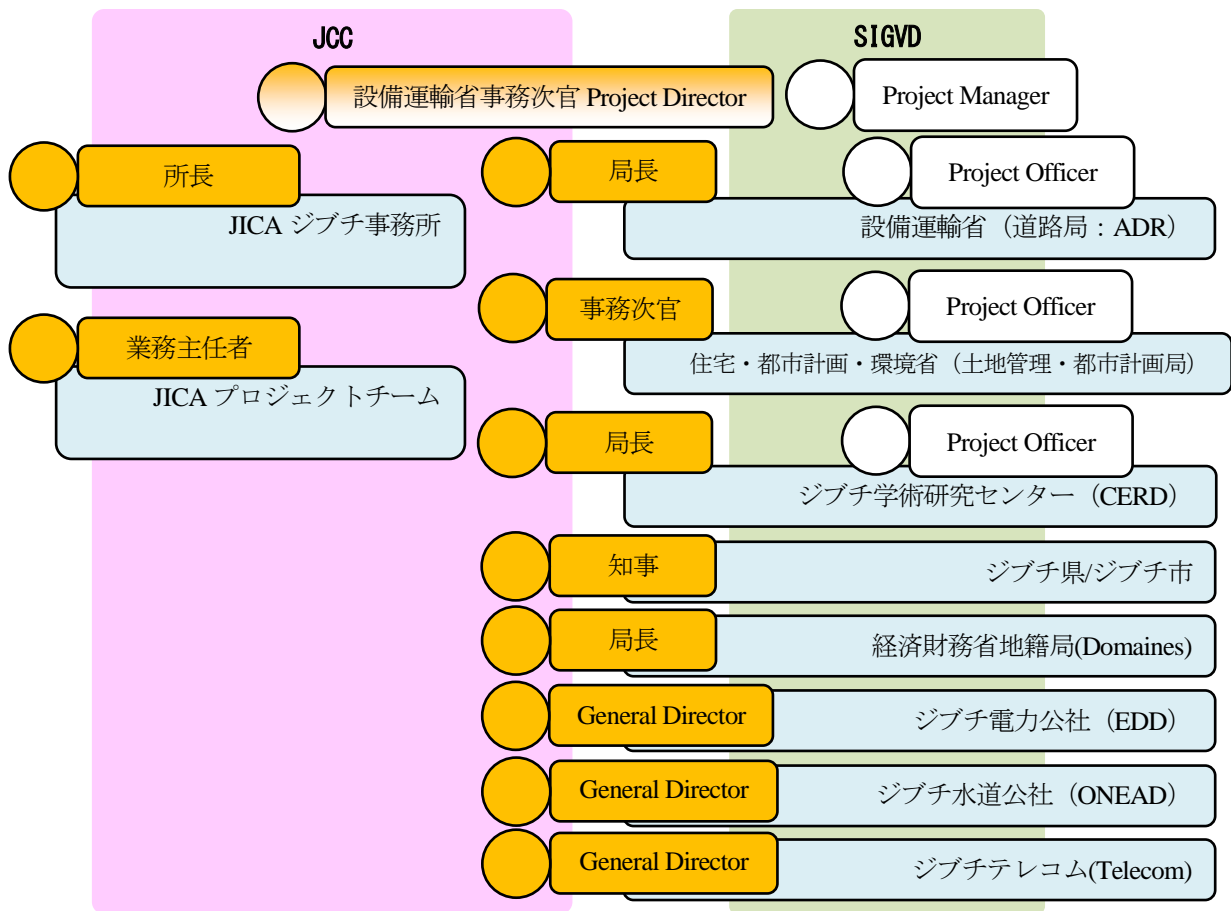 JCC
SIGVD
設備運輸省事務次官 Project Director
Project Manager
所長
JICA ジブチ事務所
業務主任者
JICA プロジェクトチーム
局長
Project Officer
設備運輸省（道路局：ADR）
事務次官
Project Officer
住宅・都市計画・環境省（土地管理・都市計画局）
局長
Project Officer
ジブチ学術研究センター（CERD）
知事
ジブチ県/ジブチ市
局長
経済財務省地籍局(Domaines)
General Director
ジブチ電力公社（EDD）
General Director
ジブチ水道公社（ONEAD）
General Director
ジブチテレコム(Telecom)